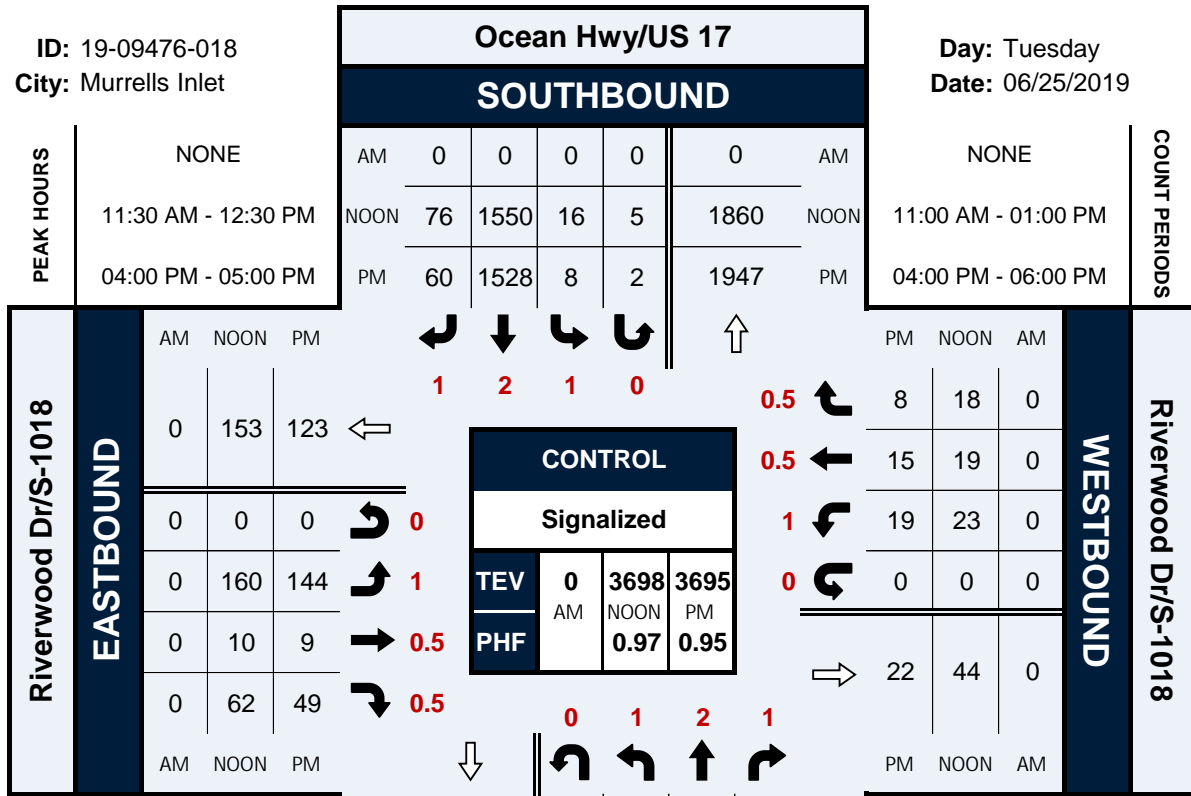 Ocean Hwy/US 17
ID: 19-09476-018
Day: Tuesday
City: Murrells Inlet
Date: 06/25/2019
SOUTHBOUND
PEAK HOURS
NONE
11:30 AM - 12:30 PM
04:00 PM - 05:00 PM
AM 0 0 0 0 0 AM
NOON 76 1550 16 5 1860 NOON
PM 60 1528 8 2 1947 PM
NONE
11:00 AM - 01:00 PM
04:00 PM - 06:00 PM
COUNT PERIODS
1 2 1 0
Riverwood Dr/S-1018
EASTBOUND
AM NOON PM
0 153 123
0 0 0 0
0 160 144 1
0 10 9 0.5
0 62 49 0.5
AM NOON PM
CONTROL
Signalized
TEV 0 3698 3695
AM NOON PM
PHF 0.97 0.95
PM NOON AM
0.5 8 18 0
0.5 15 19 0
1 19 23 0
0 0 0 0
22 44 0
PM NOON AM
WESTBOUND
Riverwood Dr/S-1018
0 1 2 1